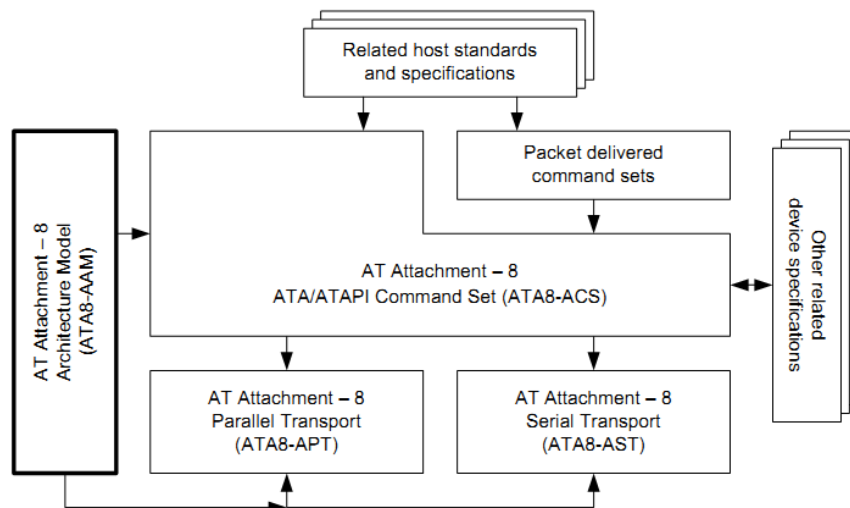 Related host standards
and specifications
Packet delivered
command sets
AT Attachment – 8
Architecture Model
(ATA8-AAM)
AT Attachment – 8
ATA/ATAPI Command Set (ATA8-ACS)
Other related
device specifications
AT Attachment – 8
Parallel Transport
(ATA8-APT)
AT Attachment – 8
Serial Transport
(ATA8-AST)